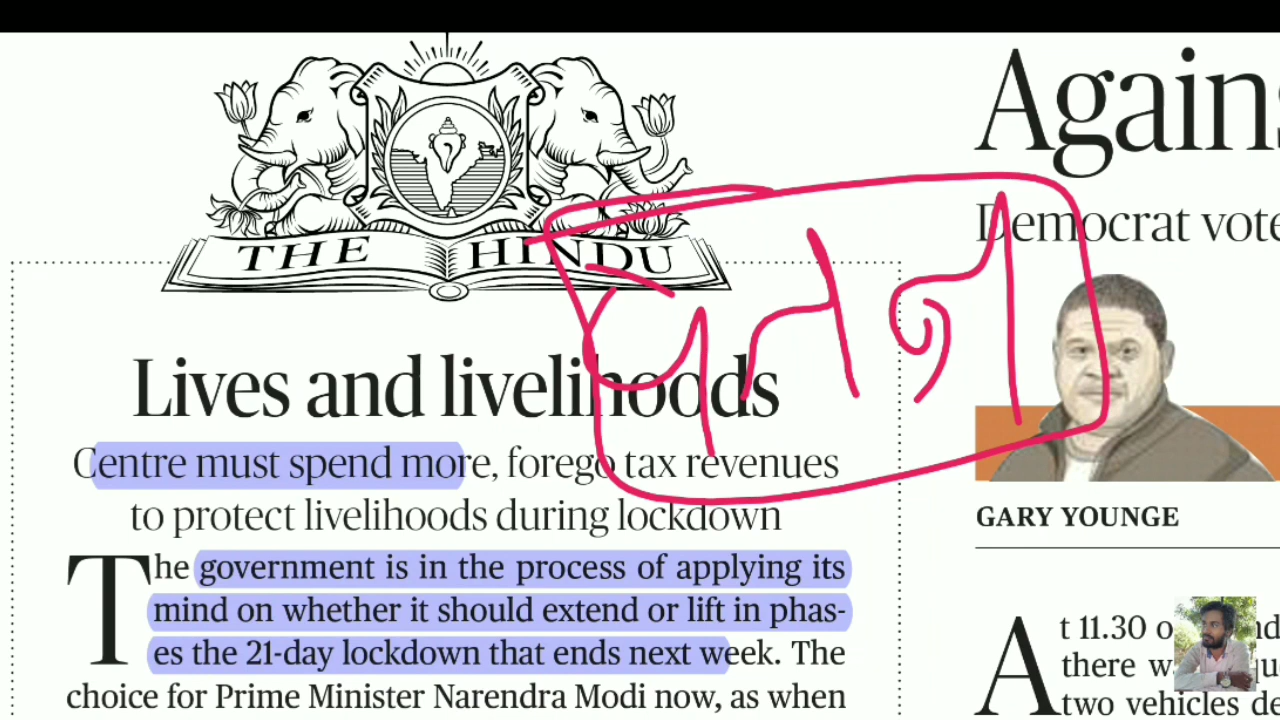 THE HINDU
Lives and livelihoods
Centre must spend more, forego tax revenues
to protect livelihoods during lockdown
The government is in the process of applying its
mind on whether it should extend or lift in phas-
es the 21-day lockdown that ends next week. The
choice for Prime Minister Narendra Modi now, as when
Agains
Democrat vote
GARY YOUNGE
At 11.30
there
two vehicles